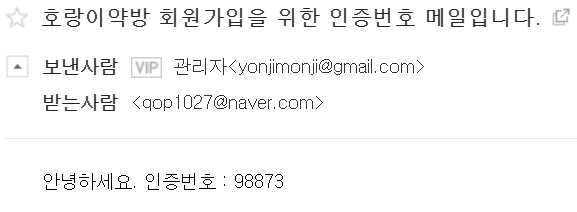 호랑이약방 회원가입을 위한 인증번호 메일입니다.
보낸사람 VIP 관리자<yonjimonji@gmail.com>
받는사람 <qop1027@naver.com>
안녕하세요. 인증번호 : 98873